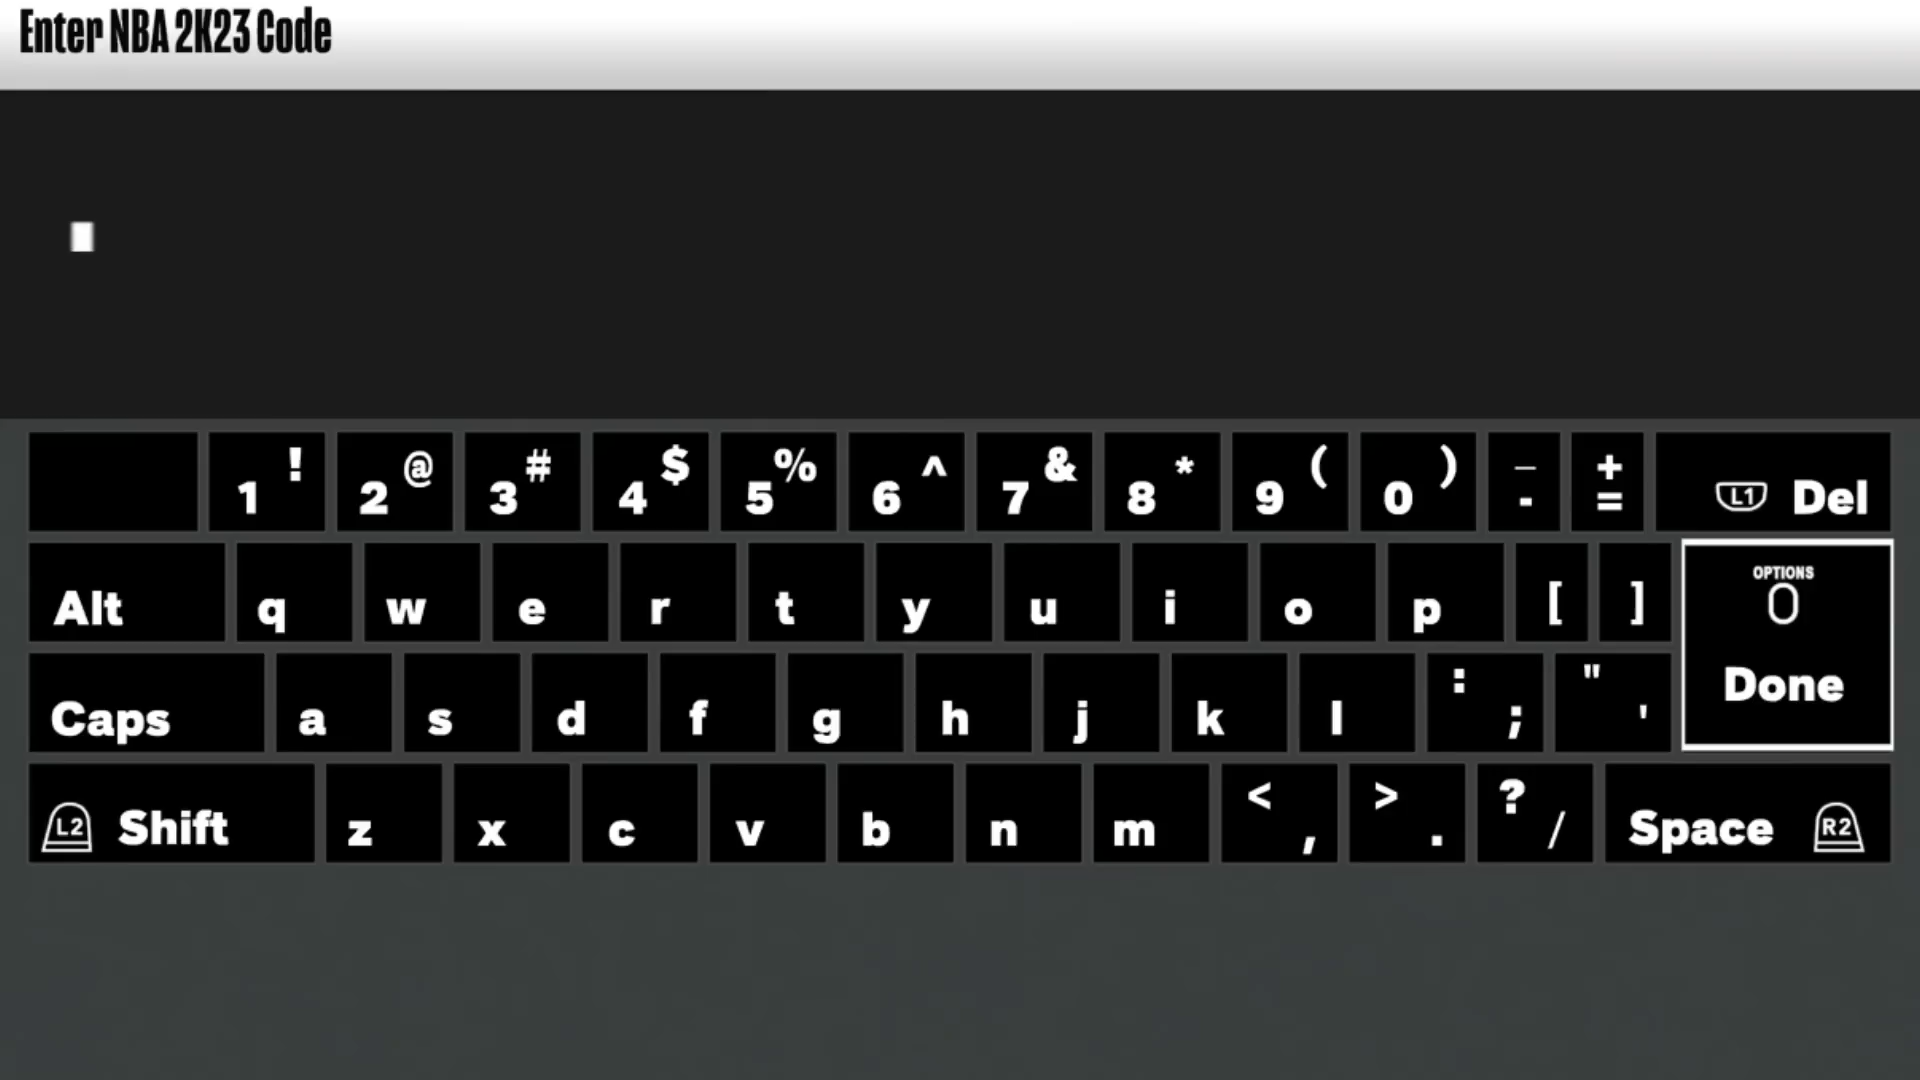 Enter NBA 2K23 Code
1 ! 2 @ 3 # 4 $ 5 % 6 ^ 7 & 8 * 9 ( 0 ) - _ = + L1 Del
Alt q w e r t y u i o p [ ] OPTIONS
Caps a s d f g h j k l ; : ' " Done
L2 Shift z x c v b n m , < . > / ? Space R2